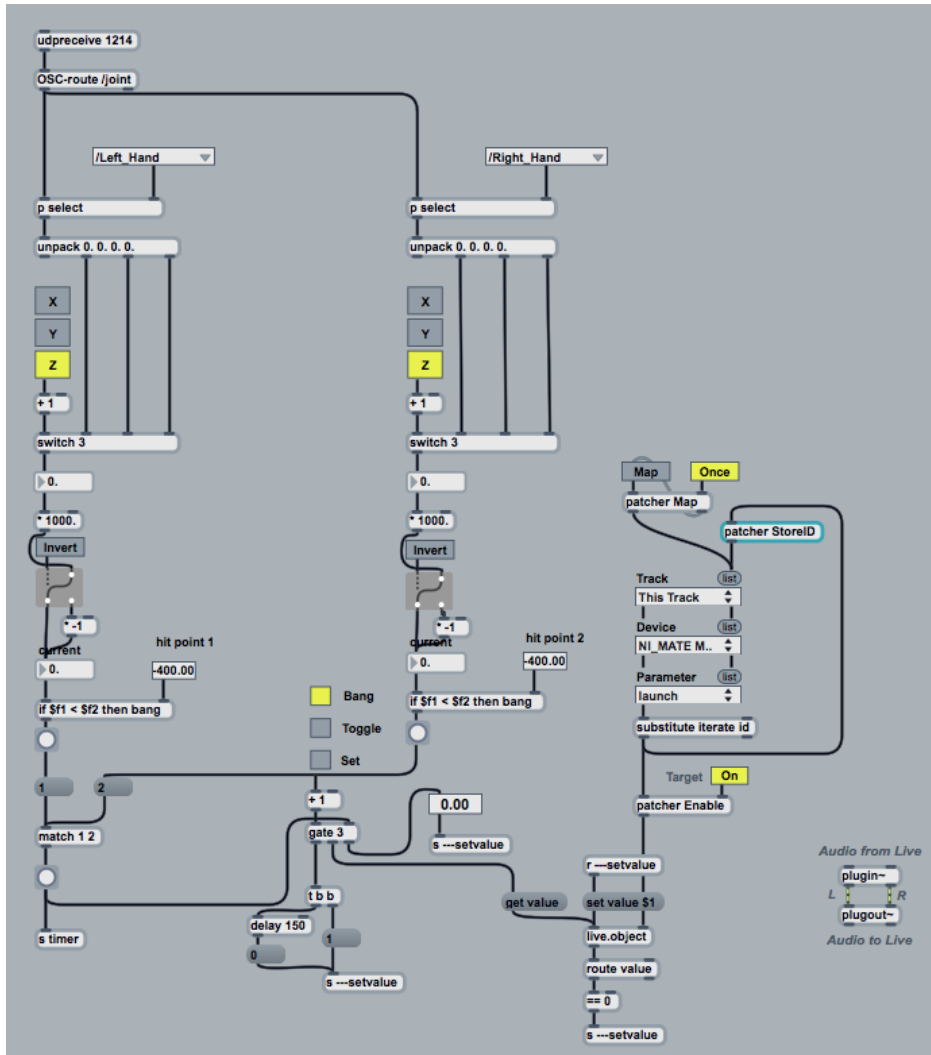 udpreceive 1214
OSC-route /joint
/Left_Hand
/Right_Hand
p select
p select
unpack 0. 0. 0. 0.
unpack 0. 0. 0. 0.
X
X
Y
Y
Z
Z
+ 1
+ 1
switch 3
switch 3
0.
0.
* 1000.
* 1000.
Invert
Invert
* -1
* -1
current
current
hit point 1
hit point 2
0.
0.
-400.00
-400.00
if $f1 < $f2 then bang
if $f1 < $f2 then bang
Bang
Toggle
Set
1
2
match 1 2
s timer
+ 1
gate 3
0.00
s ---setvalue
t b b
delay 150
0
1
s ---setvalue
Map
Once
patcher Map
patcher StoreID
Track
list
This Track
Device
list
NI_MATE M..
Parameter
list
launch
substitute iterate id
Target
On
patcher Enable
r ---setvalue
get value
set value $1
live.object
route value
== 0
s ---setvalue
Audio from Live
plugin~
L
R
plugout~
Audio to Live